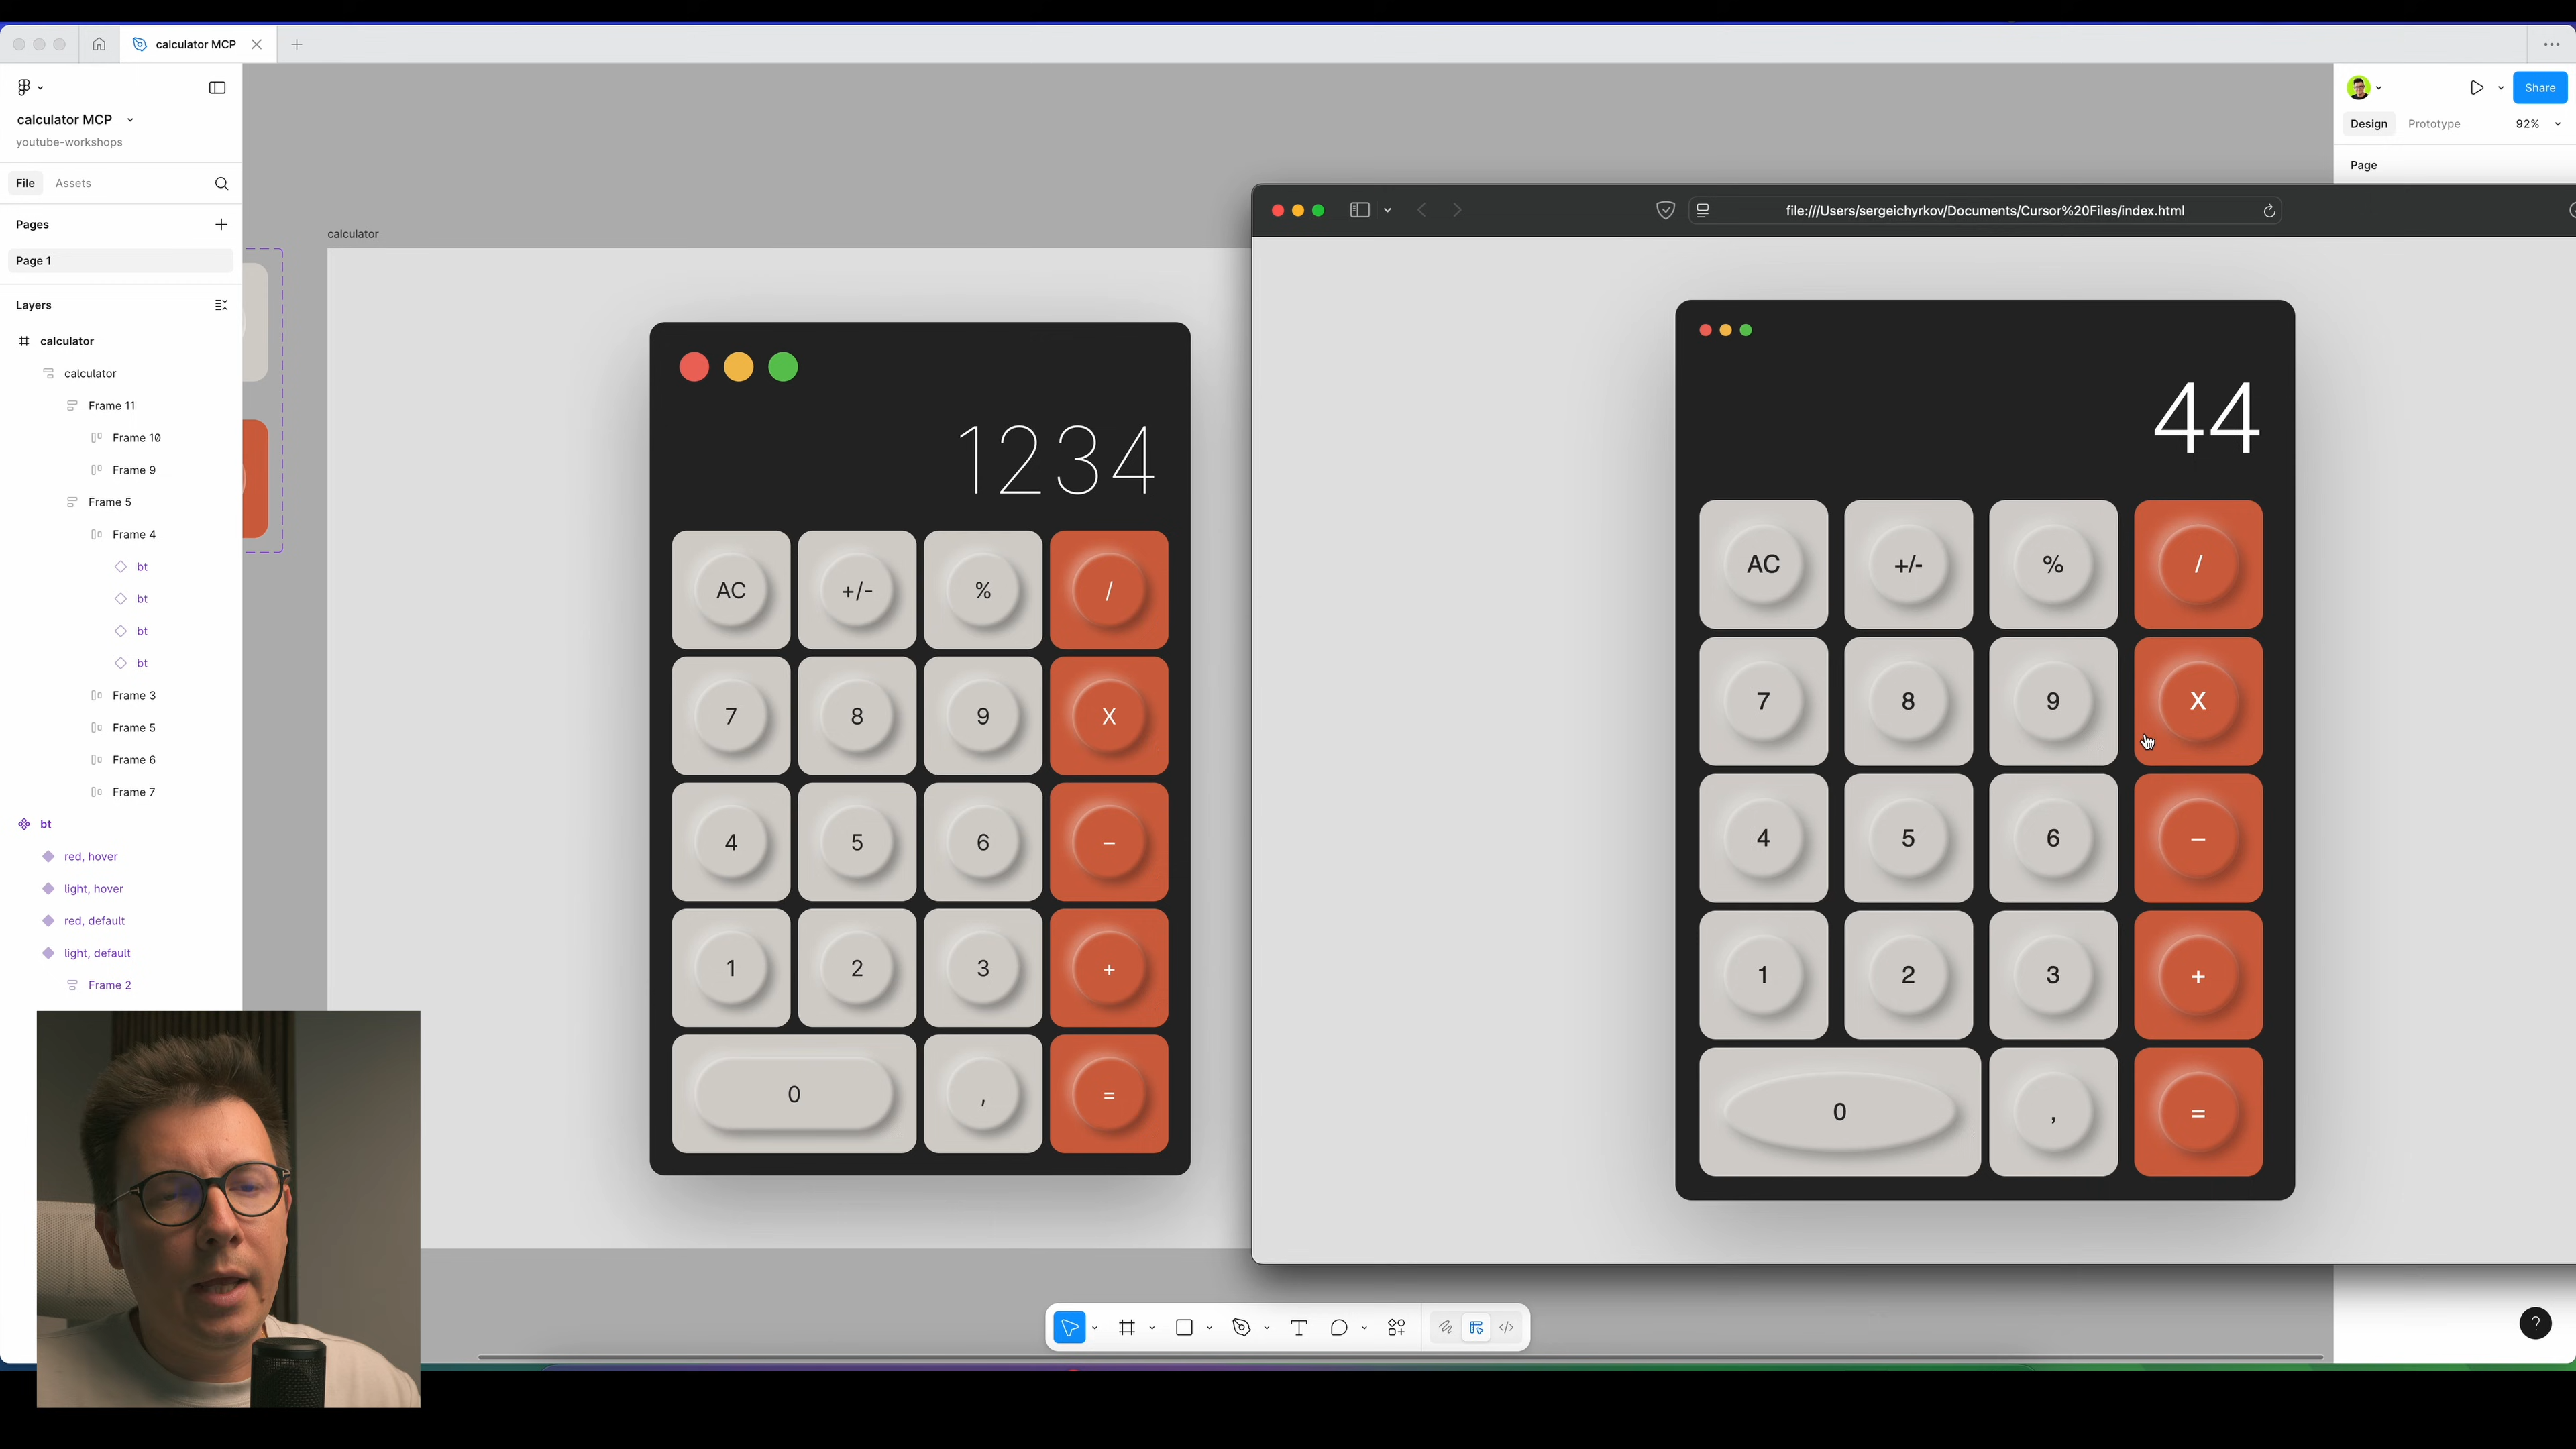 calculator MCP
calculator MCP
youtube-workshops
File
Assets
Pages
Page 1
Layers
calculator
calculator
Frame 11
Frame 10
Frame 9
Frame 5
Frame 4
bt
bt
bt
bt
Frame 3
Frame 5
Frame 6
Frame 7
bt
red, hover
light, hover
red, default
light, default
Frame 2
calculator
1234
AC +/- % /
7 8 9 X
4 5 6 −
1 2 3 +
0 , =
file:///Users/sergeichyrkov/Documents/Cursor%20Files/index.html
44
AC +/- % /
7 8 9 X
4 5 6 −
1 2 3 +
0 , =
Share
Design
Prototype
92%
Page
?